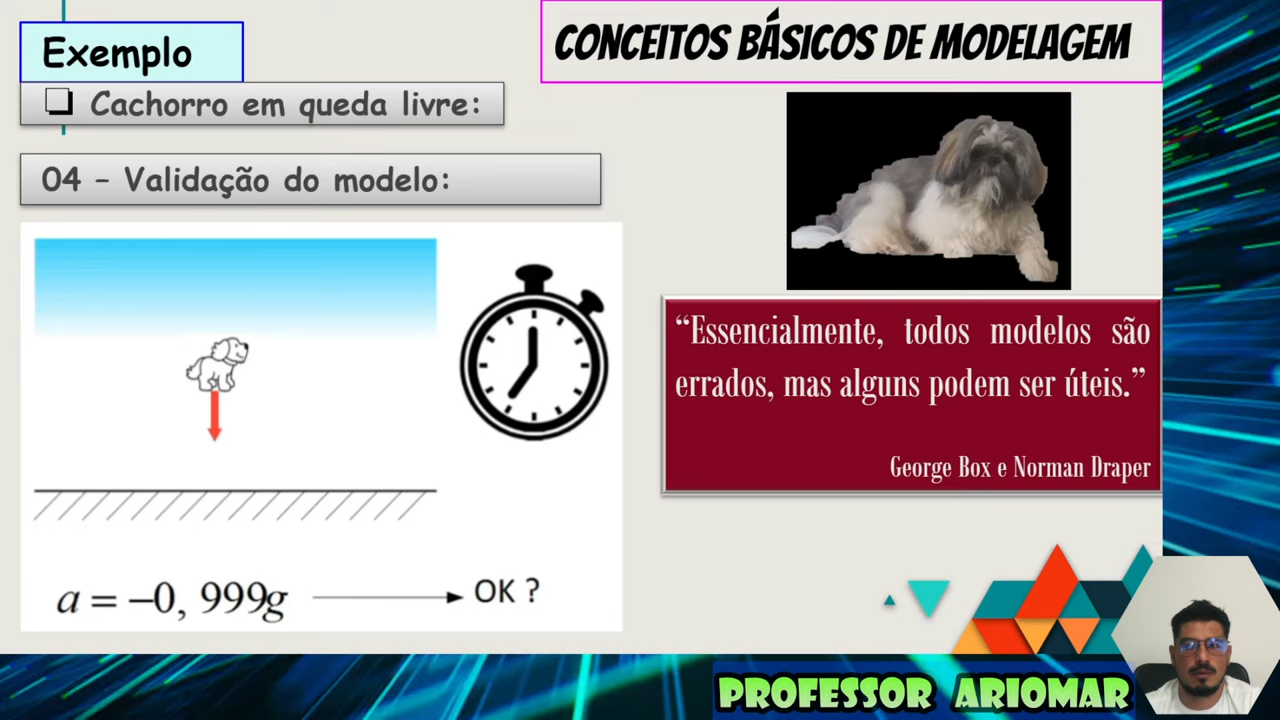 Exemplo
CONCEITOS BÁSICOS DE MODELAGEM
Cachorro em queda livre:
04 – Validação do modelo:
“Essencialmente, todos modelos são
errados, mas alguns podem ser úteis.”
George Box e Norman Draper
a = −0, 999g
OK ?
PROFESSOR ARIOMAR